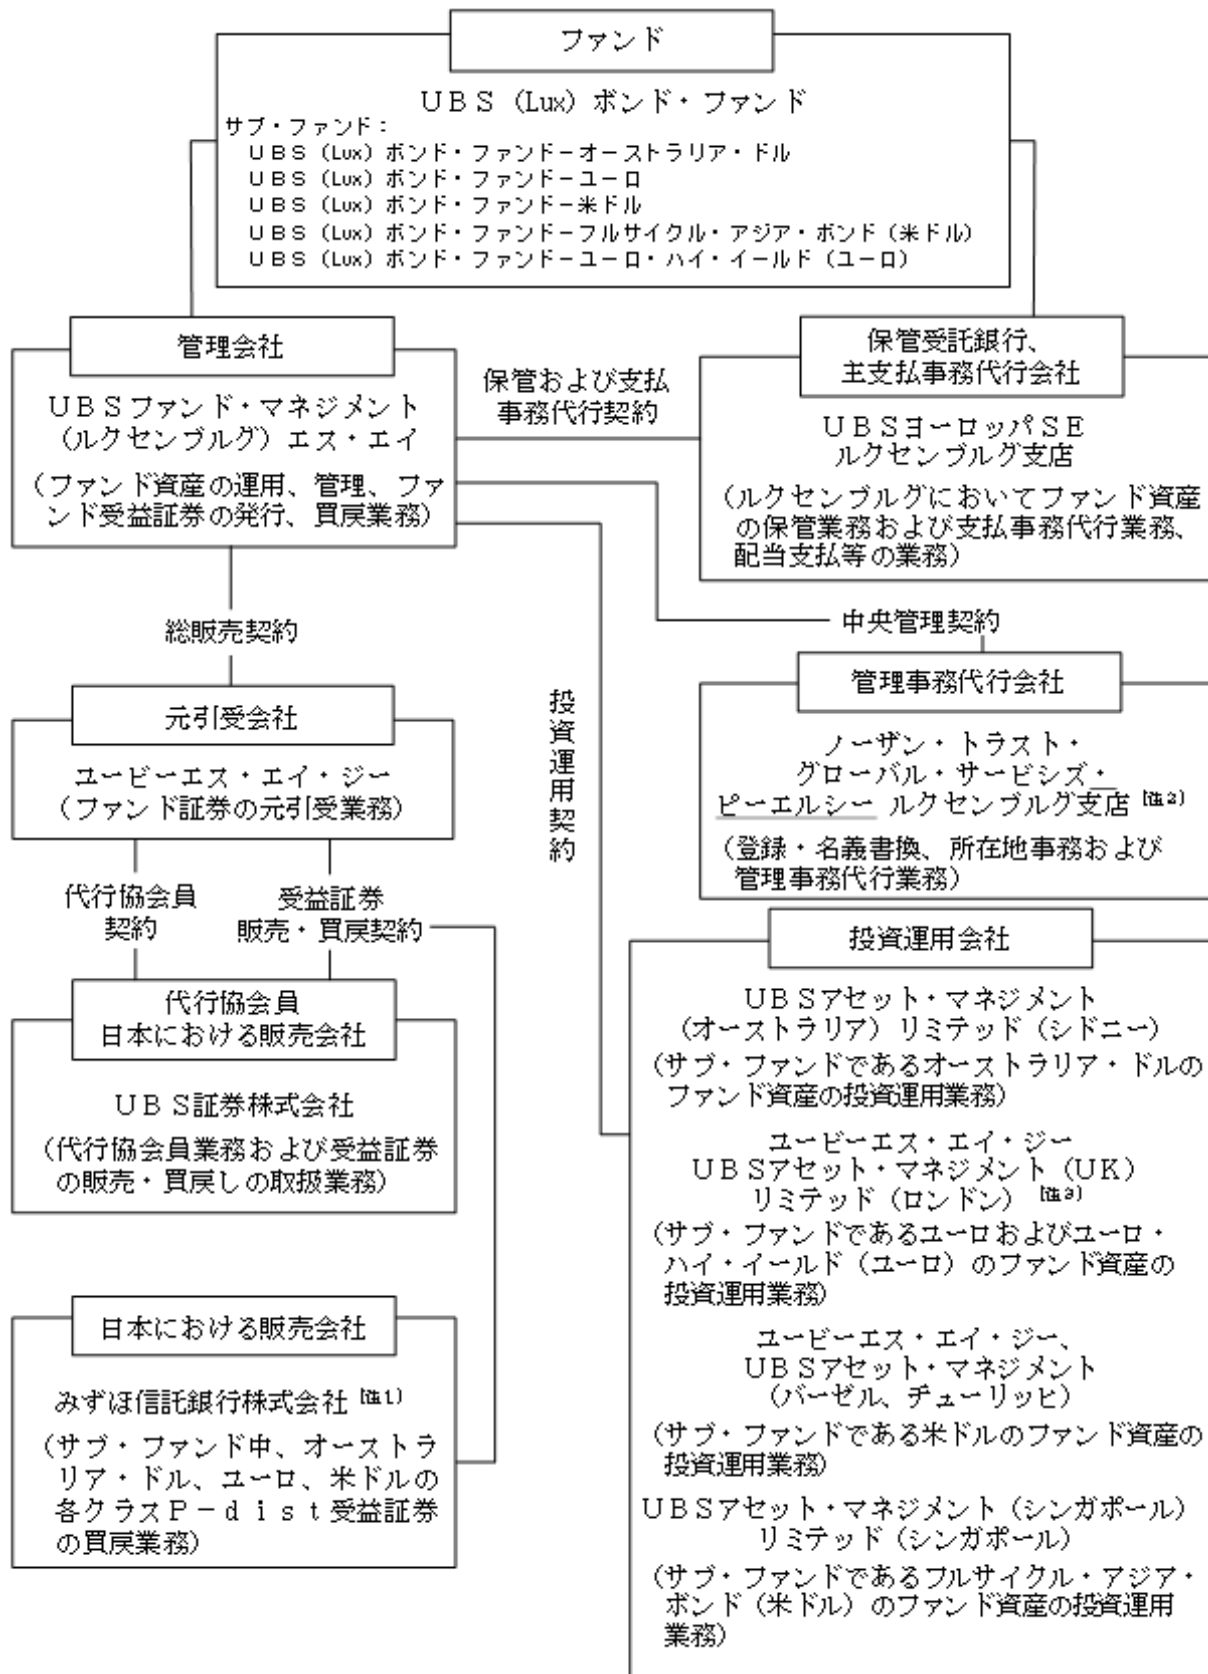 ファンド
UBS (Lux) ボンド・ファンド
サブ・ファンド：
UBS (Lux) ボンド・ファンド－オーストラリア・ドル
UBS (Lux) ボンド・ファンド－ユーロ
UBS (Lux) ボンド・ファンド－米ドル
UBS (Lux) ボンド・ファンド－フルサイクル・アジア・ボンド（米ドル）
UBS (Lux) ボンド・ファンド－ユーロ・ハイ・イールド（ユーロ）
管理会社
UBSファンド・マネジメント
（ルクセンブルグ）エス・エイ
（ファンド資産の運用、管理、ファ
ンド受益証券の発行、買戻業務）
保管および支払
事務代行契約
保管受託銀行、
主支払事務代行会社
UBSヨーロッパSE
ルクセンブルグ支店
（ルクセンブルグにおいてファンド資産
の保管業務および支払事務代行業務、
配当支払等の業務）
総販売契約
中央管理契約
管理事務代行会社
ノーザン・トラスト・
グローバル・サービシズ・
ピーエルシー ルクセンブルグ支店 [注2]
（登録・名義書換、所在地事務および
管理事務代行業務）
元引受会社
ユービーエス・エイ・ジー
（ファンド証券の元引受業務）
投資運用契約
代行協会員
契約
受益証券
販売・買戻契約
代行協会員
日本における販売会社
UBS証券株式会社
（代行協会員業務および受益証券
の販売・買戻しの取扱業務）
日本における販売会社
みずほ信託銀行株式会社 [注1]
（サブ・ファンド中、オーストラ
リア・ドル、ユーロ、米ドルの
各クラスP－dist受益証券
の買戻業務）
投資運用会社
UBSアセット・マネジメント
（オーストラリア）リミテッド（シドニー）
（サブ・ファンドであるオーストラリア・ドルの
ファンド資産の投資運用業務）
ユービーエス・エイ・ジー
UBSアセット・マネジメント（UK）
リミテッド（ロンドン） [注3]
（サブ・ファンドであるユーロおよびユーロ・
ハイ・イールド（ユーロ）のファンド資産の
投資運用業務）
ユービーエス・エイ・ジー、
UBSアセット・マネジメント
（バーゼル、チューリッヒ）
（サブ・ファンドである米ドルのファンド資産の
投資運用業務）
UBSアセット・マネジメント（シンガポール）
リミテッド（シンガポール）
（サブ・ファンドであるフルサイクル・アジア・
ボンド（米ドル）のファンド資産の投資運用
業務）